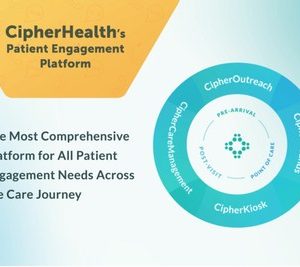 CipherHealth's
Patient Engagement
Platform
e Most Comprehensive
latform for All Patient
gagement Needs Across
e Care Journey
CipherOutreach
CipherCareManagement
CipherKiosk
PRE-ARRIVAL
POINT OF CARE
POST-VISIT